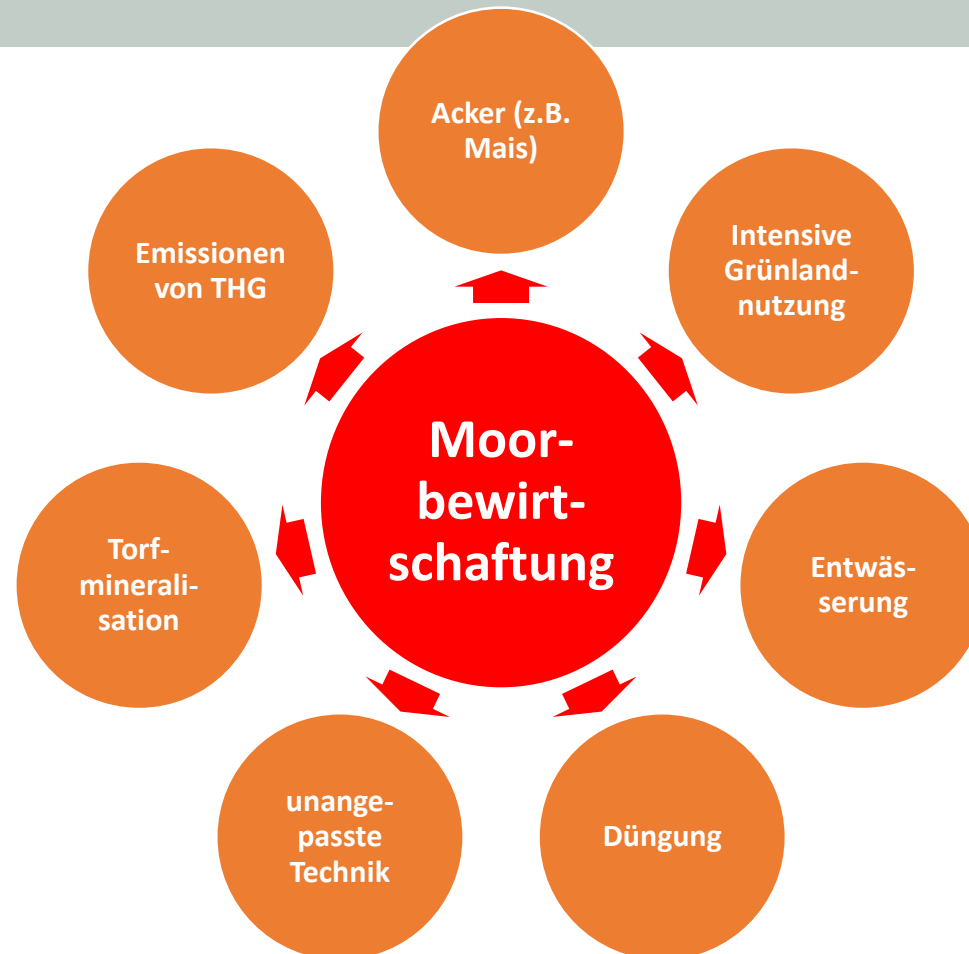 Acker (z.B.
Mais)
Emissionen
von THG
Intensive
Grünland-
nutzung
Moor-
bewirt-
schaftung
Torf-
minerali-
sation
Entwäs-
serung
unange-
passte
Technik
Düngung